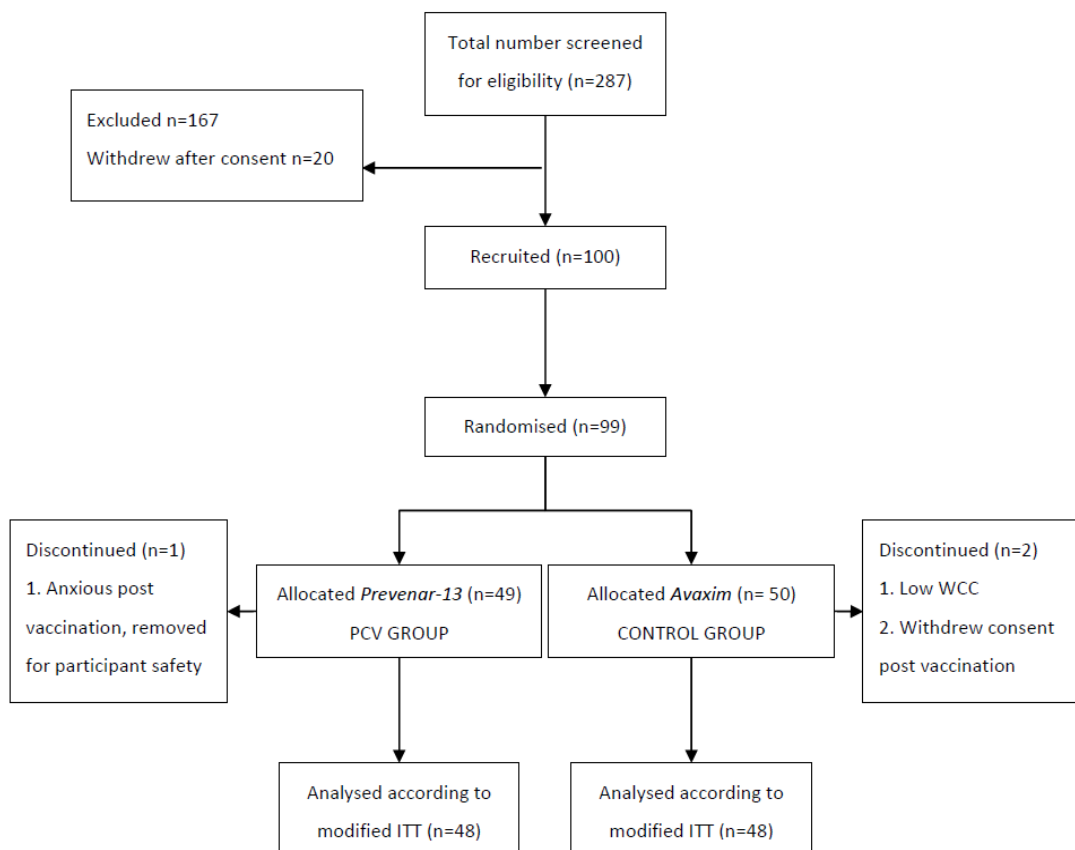 Total number screened
for eligibility (n=287)
Excluded n=167
Withdrew after consent n=20
Recruited (n=100)
Randomised (n=99)
Discontinued (n=1)
1. Anxious post
vaccination, removed
for participant safety
Allocated Prevenar-13 (n=49)
PCV GROUP
Allocated Avaxim (n= 50)
CONTROL GROUP
Discontinued (n=2)
1. Low WCC
2. Withdrew consent
post vaccination
Analysed according to
modified ITT (n=48)
Analysed according to
modified ITT (n=48)